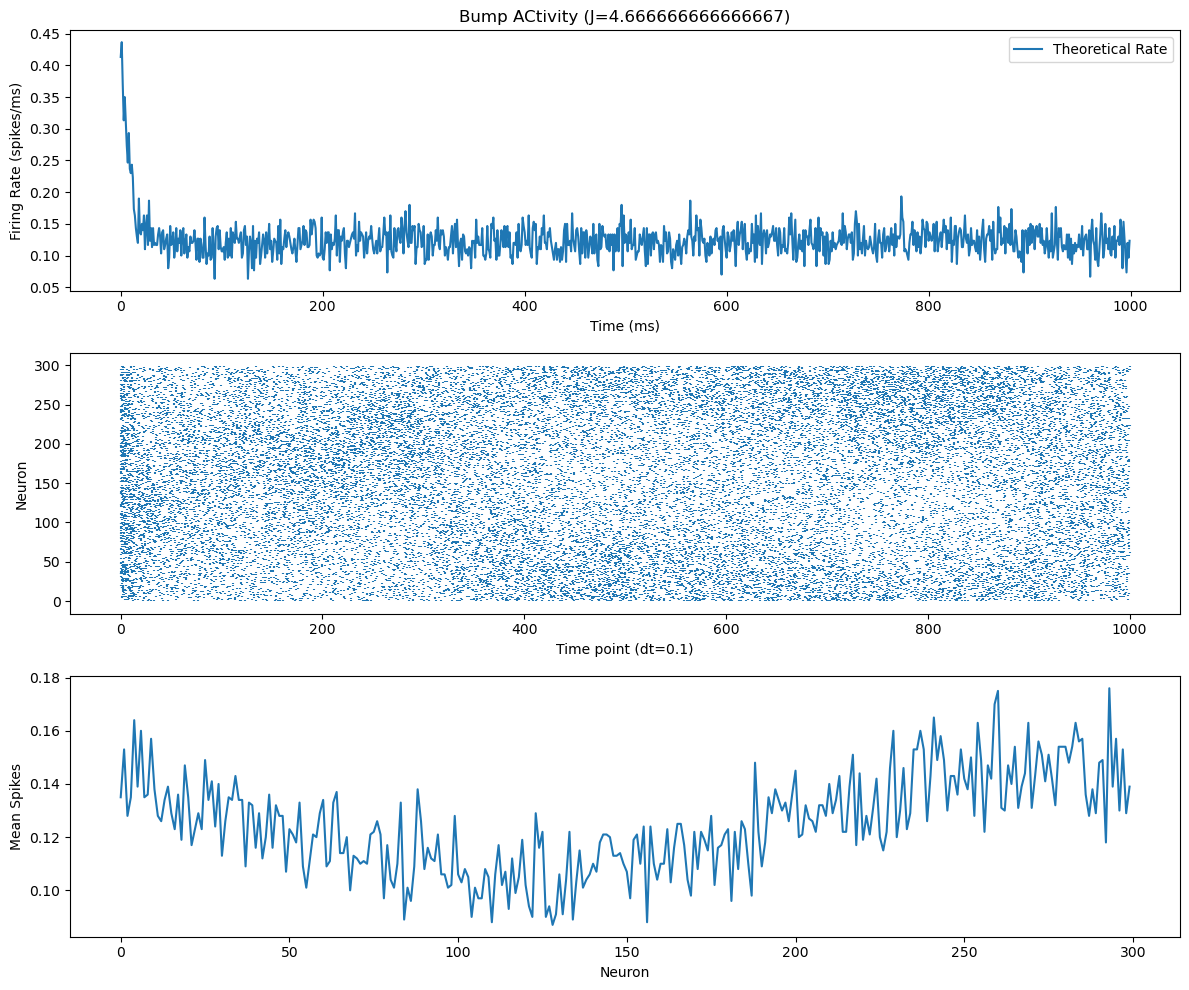 Bump ACtivity (J=4.666666666666667)
Theoretical Rate
Firing Rate (spikes/ms)
0.45
0.40
0.35
0.30
0.25
0.20
0.15
0.10
0.05
0 200 400 600 800 1000
Time (ms)
Neuron
300
250
200
150
100
50
0
0 200 400 600 800 1000
Time point (dt=0.1)
Mean Spikes
0.18
0.16
0.14
0.12
0.10
0 50 100 150 200 250 300
Neuron